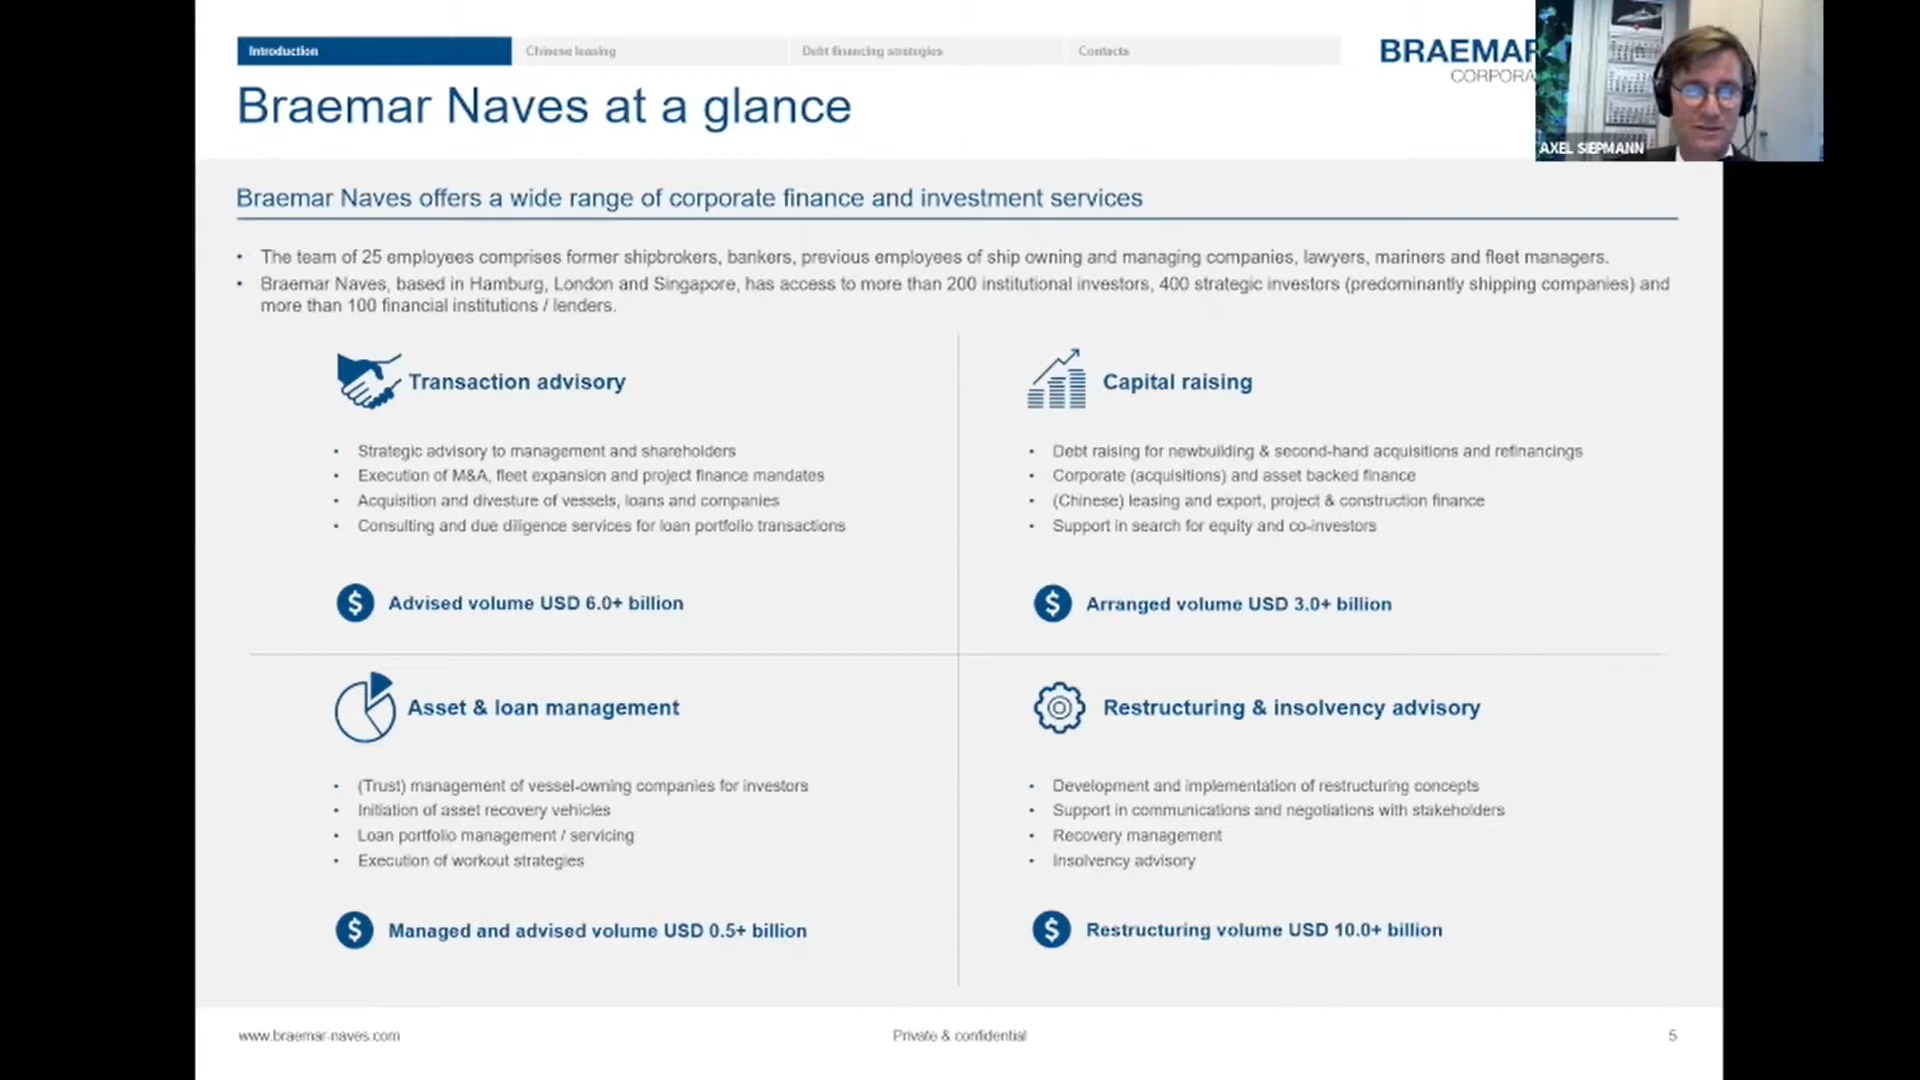 Introduction
Chinese leasing
Debt financing strategies
Contacts
BRAEMAR
CORPORA
Braemar Naves at a glance
AXEL SIEPMANN
Braemar Naves offers a wide range of corporate finance and investment services
• The team of 25 employees comprises former shipbrokers, bankers, previous employees of ship owning and managing companies, lawyers, mariners and fleet managers.
• Braemar Naves, based in Hamburg, London and Singapore, has access to more than 200 institutional investors, 400 strategic investors (predominantly shipping companies) and
more than 100 financial institutions / lenders.
Transaction advisory
• Strategic advisory to management and shareholders
• Execution of M&A, fleet expansion and project finance mandates
• Acquisition and divesture of vessels, loans and companies
• Consulting and due diligence services for loan portfolio transactions
$ Advised volume USD 6.0+ billion
Capital raising
• Debt raising for newbuilding & second-hand acquisitions and refinancings
• Corporate (acquisitions) and asset backed finance
• (Chinese) leasing and export, project & construction finance
• Support in search for equity and co-investors
$ Arranged volume USD 3.0+ billion
Asset & loan management
• (Trust) management of vessel-owning companies for investors
• Initiation of asset recovery vehicles
• Loan portfolio management / servicing
• Execution of workout strategies
$ Managed and advised volume USD 0.5+ billion
Restructuring & insolvency advisory
• Development and implementation of restructuring concepts
• Support in communications and negotiations with stakeholders
• Recovery management
• Insolvency advisory
$ Restructuring volume USD 10.0+ billion
www.braemar-naves.com
Private & confidential
5